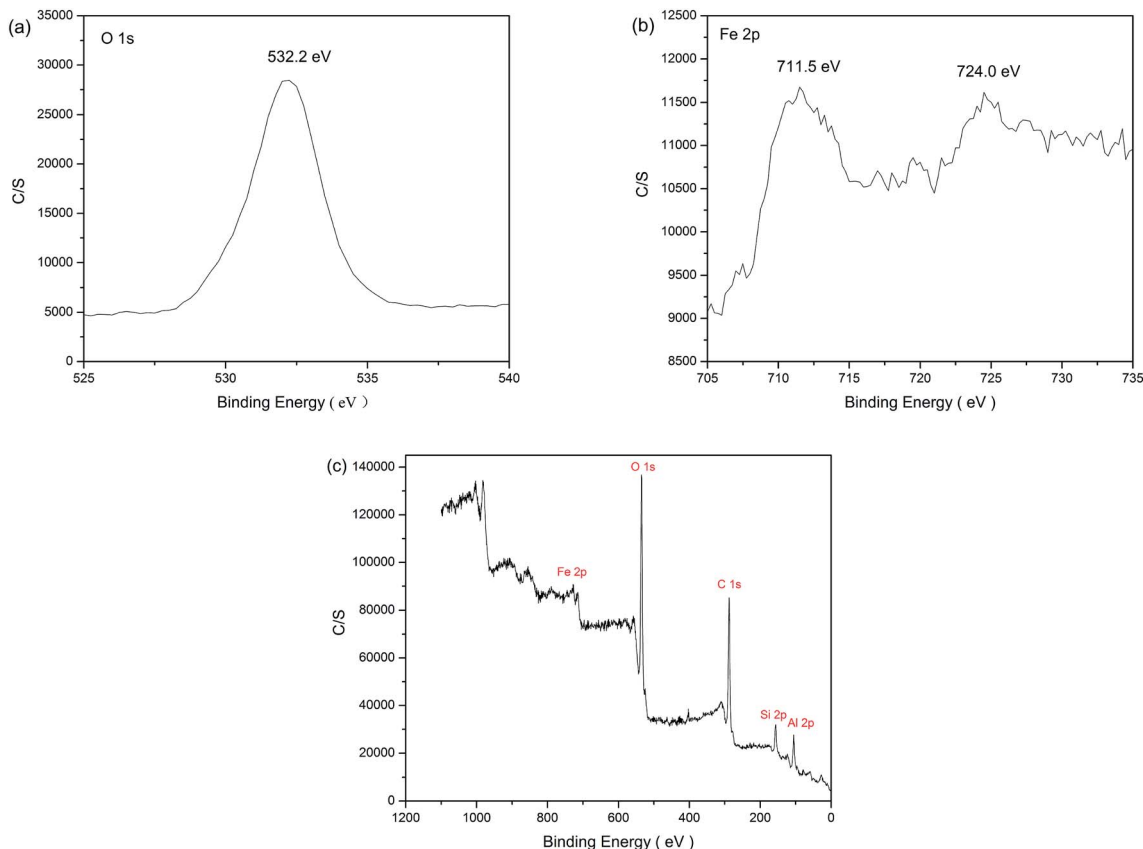 (a)
O 1s
532.2 eV
C/S
35000
30000
25000
20000
15000
10000
5000
0
525
530
535
540
Binding Energy ( eV )
(b)
Fe 2p
711.5 eV
724.0 eV
C/S
12500
12000
11500
11000
10500
10000
9500
9000
8500
705
710
715
720
725
730
735
Binding Energy ( eV )
(c)
O 1s
Fe 2p
C 1s
Si 2p
Al 2p
C/S
140000
120000
100000
80000
60000
40000
20000
0
1200
1000
800
600
400
200
0
Binding Energy ( eV )